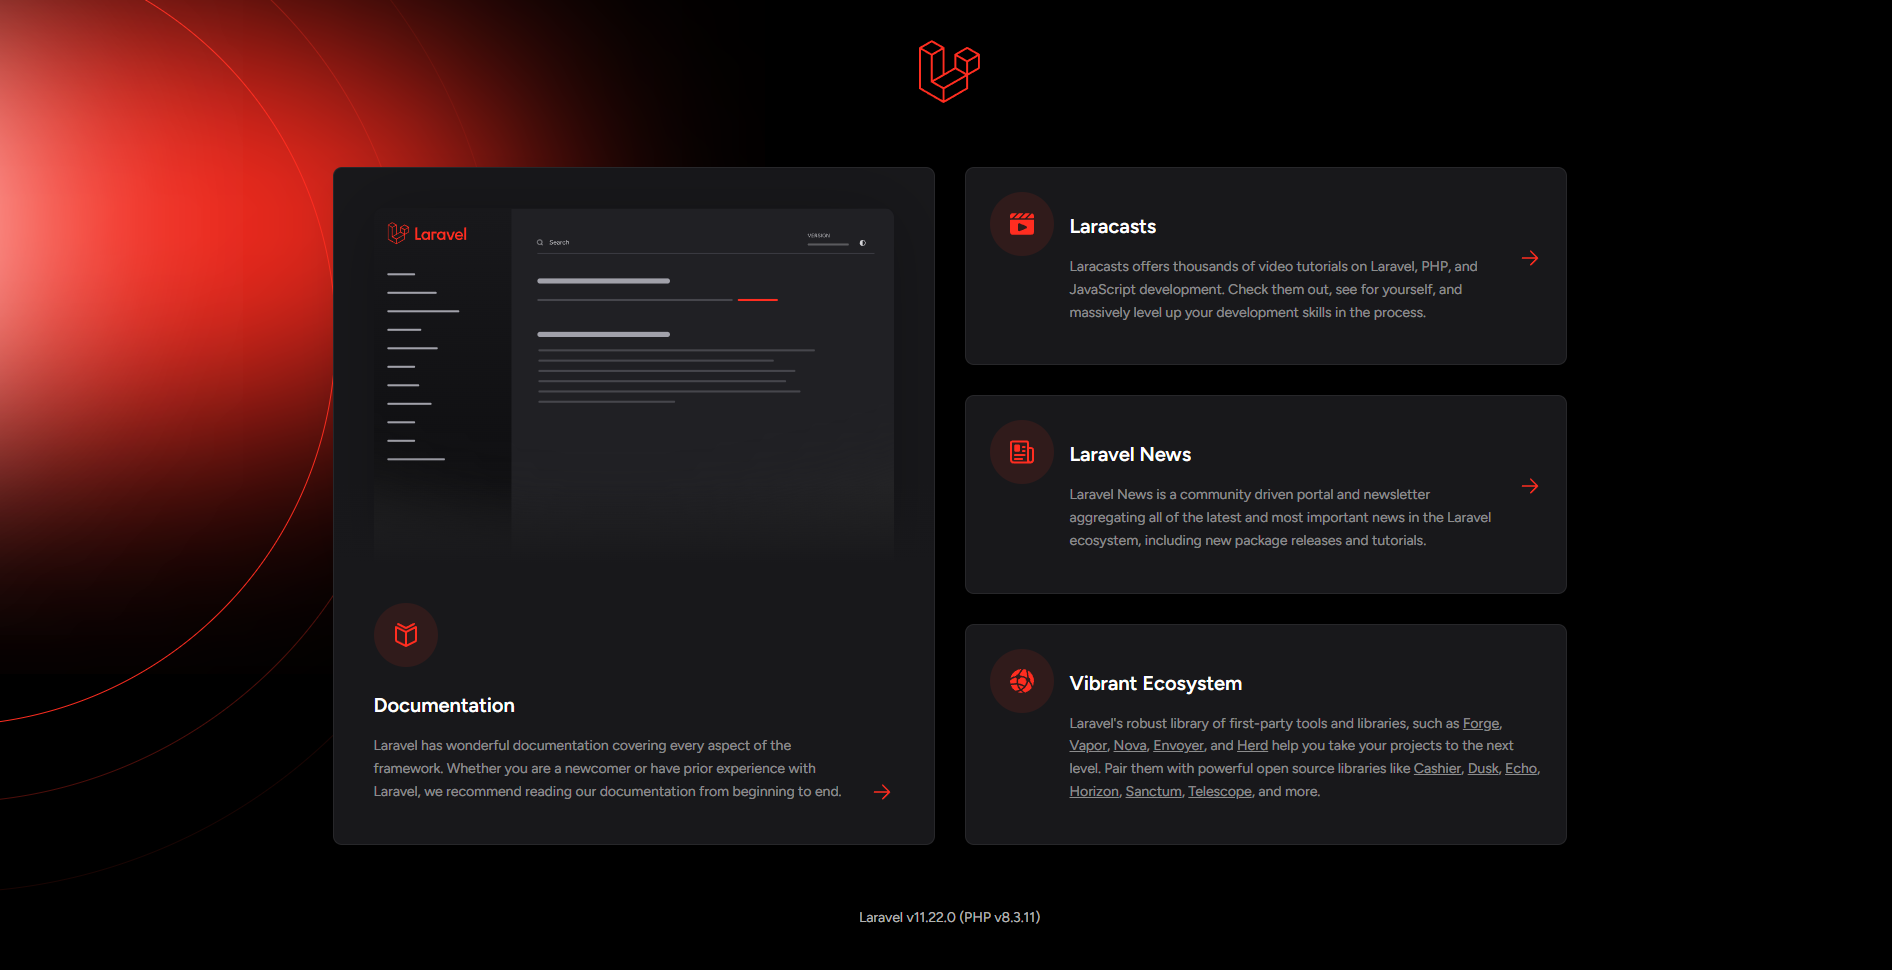 Laravel
Search
VERSION
Documentation
Laravel has wonderful documentation covering every aspect of the
framework. Whether you are a newcomer or have prior experience with
Laravel, we recommend reading our documentation from beginning to end.
Laracasts
Laracasts offers thousands of video tutorials on Laravel, PHP, and
JavaScript development. Check them out, see for yourself, and
massively level up your development skills in the process.
Laravel News
Laravel News is a community driven portal and newsletter
aggregating all of the latest and most important news in the Laravel
ecosystem, including new package releases and tutorials.
Vibrant Ecosystem
Laravel's robust library of first-party tools and libraries, such as Forge,
Vapor, Nova, Envoyer, and Herd help you take your projects to the next
level. Pair them with powerful open source libraries like Cashier, Dusk, Echo,
Horizon, Sanctum, Telescope, and more.
Laravel v11.22.0 (PHP v8.3.11)